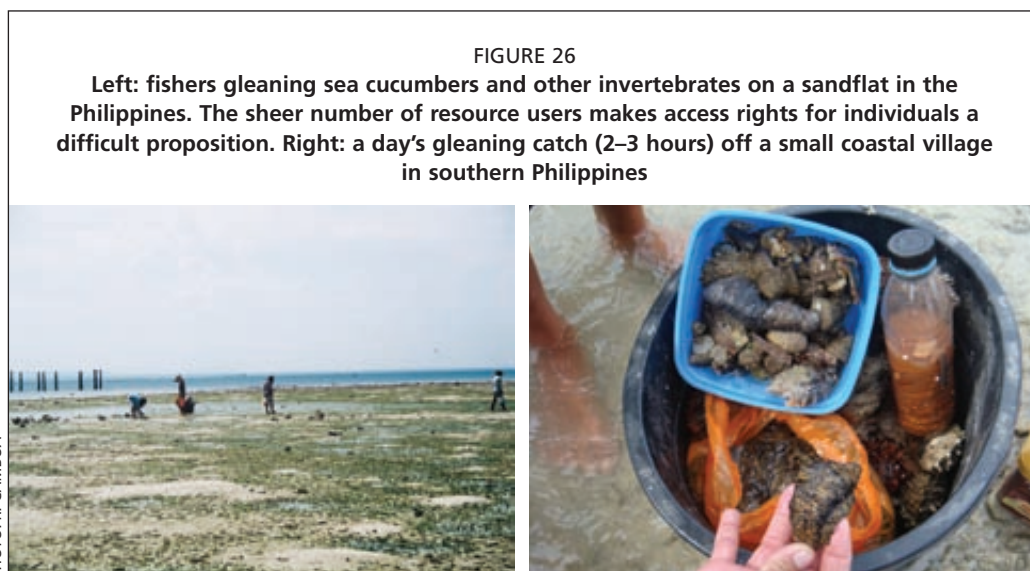 FIGURE 26
Left: fishers gleaning sea cucumbers and other invertebrates on a sandflat in the
Philippines. The sheer number of resource users makes access rights for individuals a
difficult proposition. Right: a day’s gleaning catch (2–3 hours) off a small coastal village
in southern Philippines